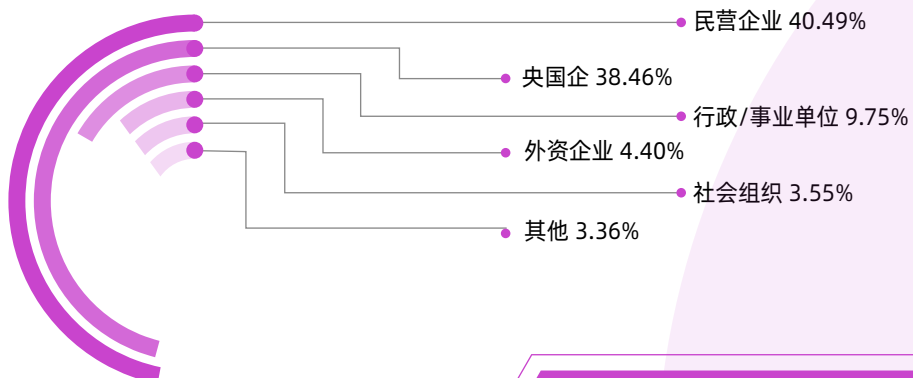 民营企业 40.49%
央国企 38.46%
行政/事业单位 9.75%
外资企业 4.40%
社会组织 3.55%
其他 3.36%